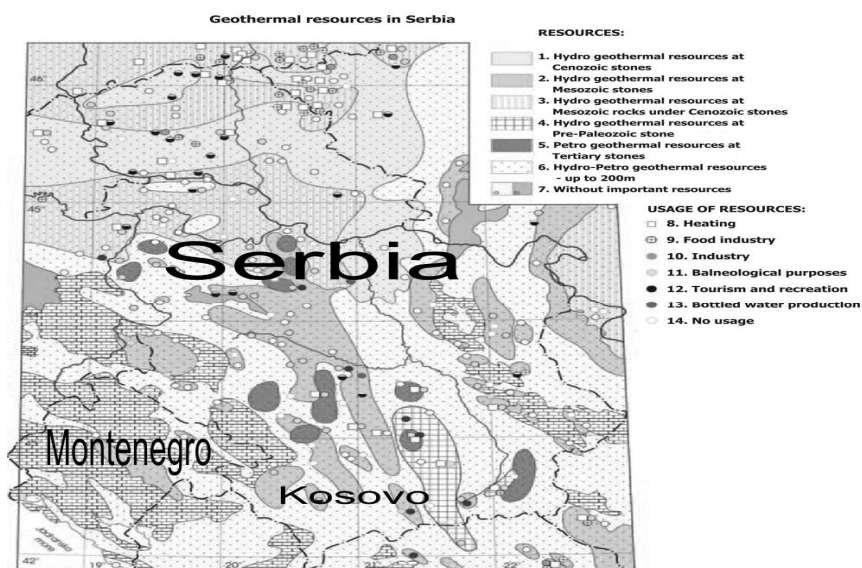 Geothermal resources in Serbia
RESOURCES:
1. Hydro geothermal resources at
Cenozoic stones
2. Hydro geothermal resources at
Mesozoic stones
3. Hydro geothermal resources at
Mesozoic rocks under Cenozoic stones
4. Hydro geothermal resources at
Pre-Paleozoic stone
5. Petro geothermal resources at
Tertiary stones
6. Hydro-Petro geothermal resources
- up to 200m
7. Without important resources
USAGE OF RESOURCES:
8. Heating
9. Food industry
10. Industry
11. Balneological purposes
12. Tourism and recreation
13. Bottled water production
14. No usage
46°
45°
Serbia
Montenegro
Kosovo
Jadransko
more
42°
19°
20°
21°
22°